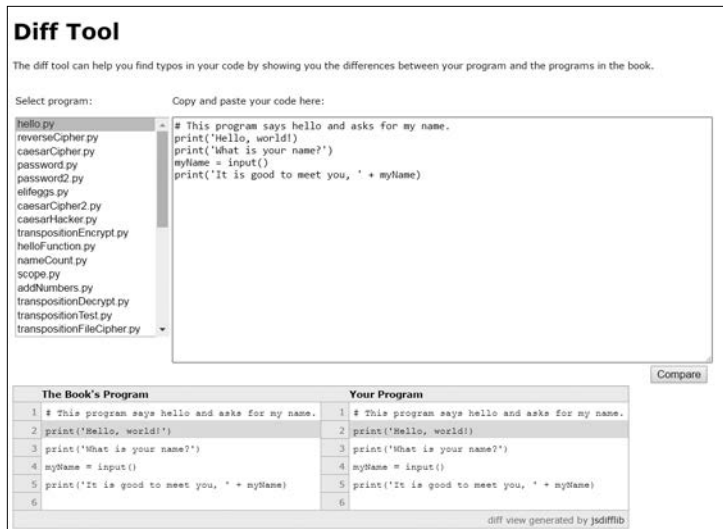 Diff Tool
The diff tool can help you find typos in your code by showing you the differences between your program and the programs in the book.
Select program:
hello.py
reverseCipher.py
caesarCipher.py
password.py
password2.py
elifeggs.py
caesarCipher2.py
caesarHacker.py
transpositionEncrypt.py
helloFunction.py
nameCount.py
scope.py
addNumbers.py
transpositionDecrypt.py
transpositionTest.py
transpositionFileCipher.py
Copy and paste your code here:
# This program says hello and asks for my name.
print('Hello, world!)
print('What is your name?')
myName = input()
print('It is good to meet you, ' + myName)
Compare
The Book's Program
1 # This program says hello and asks for my name.
2 print('Hello, world!')
3 print('What is your name?')
4 myName = input()
5 print('It is good to meet you, ' + myName)
6
Your Program
1 # This program says hello and asks for my name.
2 print('Hello, world!)
3 print('What is your name?')
4 myName = input()
5 print('It is good to meet you, ' + myName)
6
diff view generated by jsdifflib